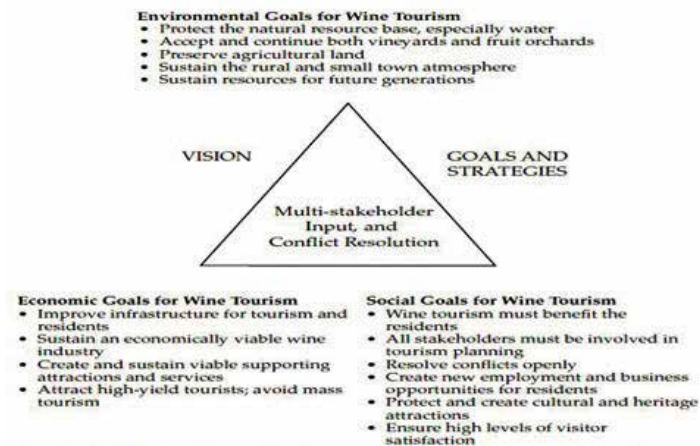 Environmental Goals for Wine Tourism
• Protect the natural resource base, especially water
• Accept and continue both vineyards and fruit orchards
• Preserve agricultural land
• Sustain the rural and small town atmosphere
• Sustain resources for future generations
VISION
GOALS AND
STRATEGIES
Multi-stakeholder
Input, and
Conflict Resolution
Economic Goals for Wine Tourism
• Improve infrastructure for tourism and
residents
• Sustain an economically viable wine
industry
• Create and sustain viable supporting
attractions and services
• Attract high-yield tourists; avoid mass
tourism
Social Goals for Wine Tourism
• Wine tourism must benefit the
residents
• All stakeholders must be involved in
tourism planning
• Resolve conflicts openly
• Create new employment and business
opportunities for residents
• Protect and create cultural and heritage
attractions
• Ensure high levels of visitor
satisfaction